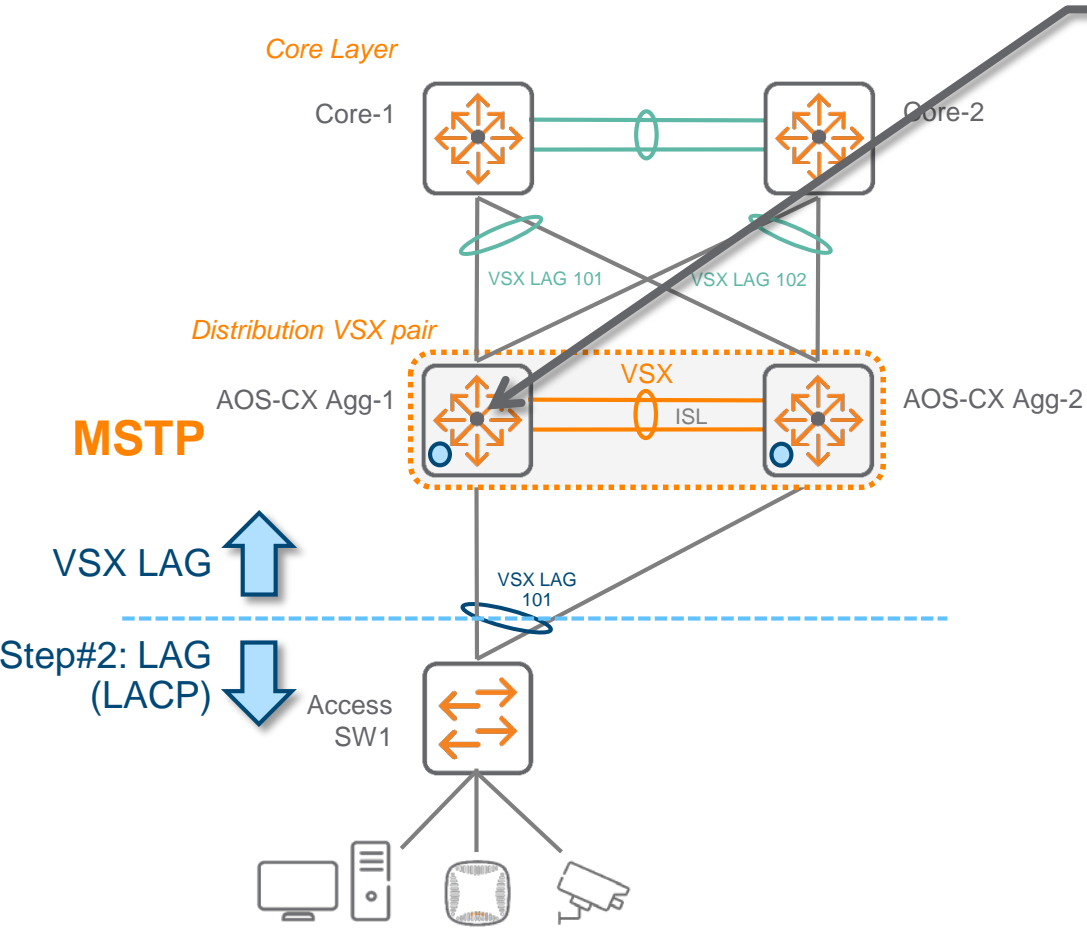 Core Layer
Core-1
Core-2
VSX LAG 101
VSX LAG 102
Distribution VSX pair
VSX
AOS-CX Agg-1
ISL
AOS-CX Agg-2
MSTP
VSX LAG
VSX LAG
101
Step#2: LAG
(LACP)
Access
SW1